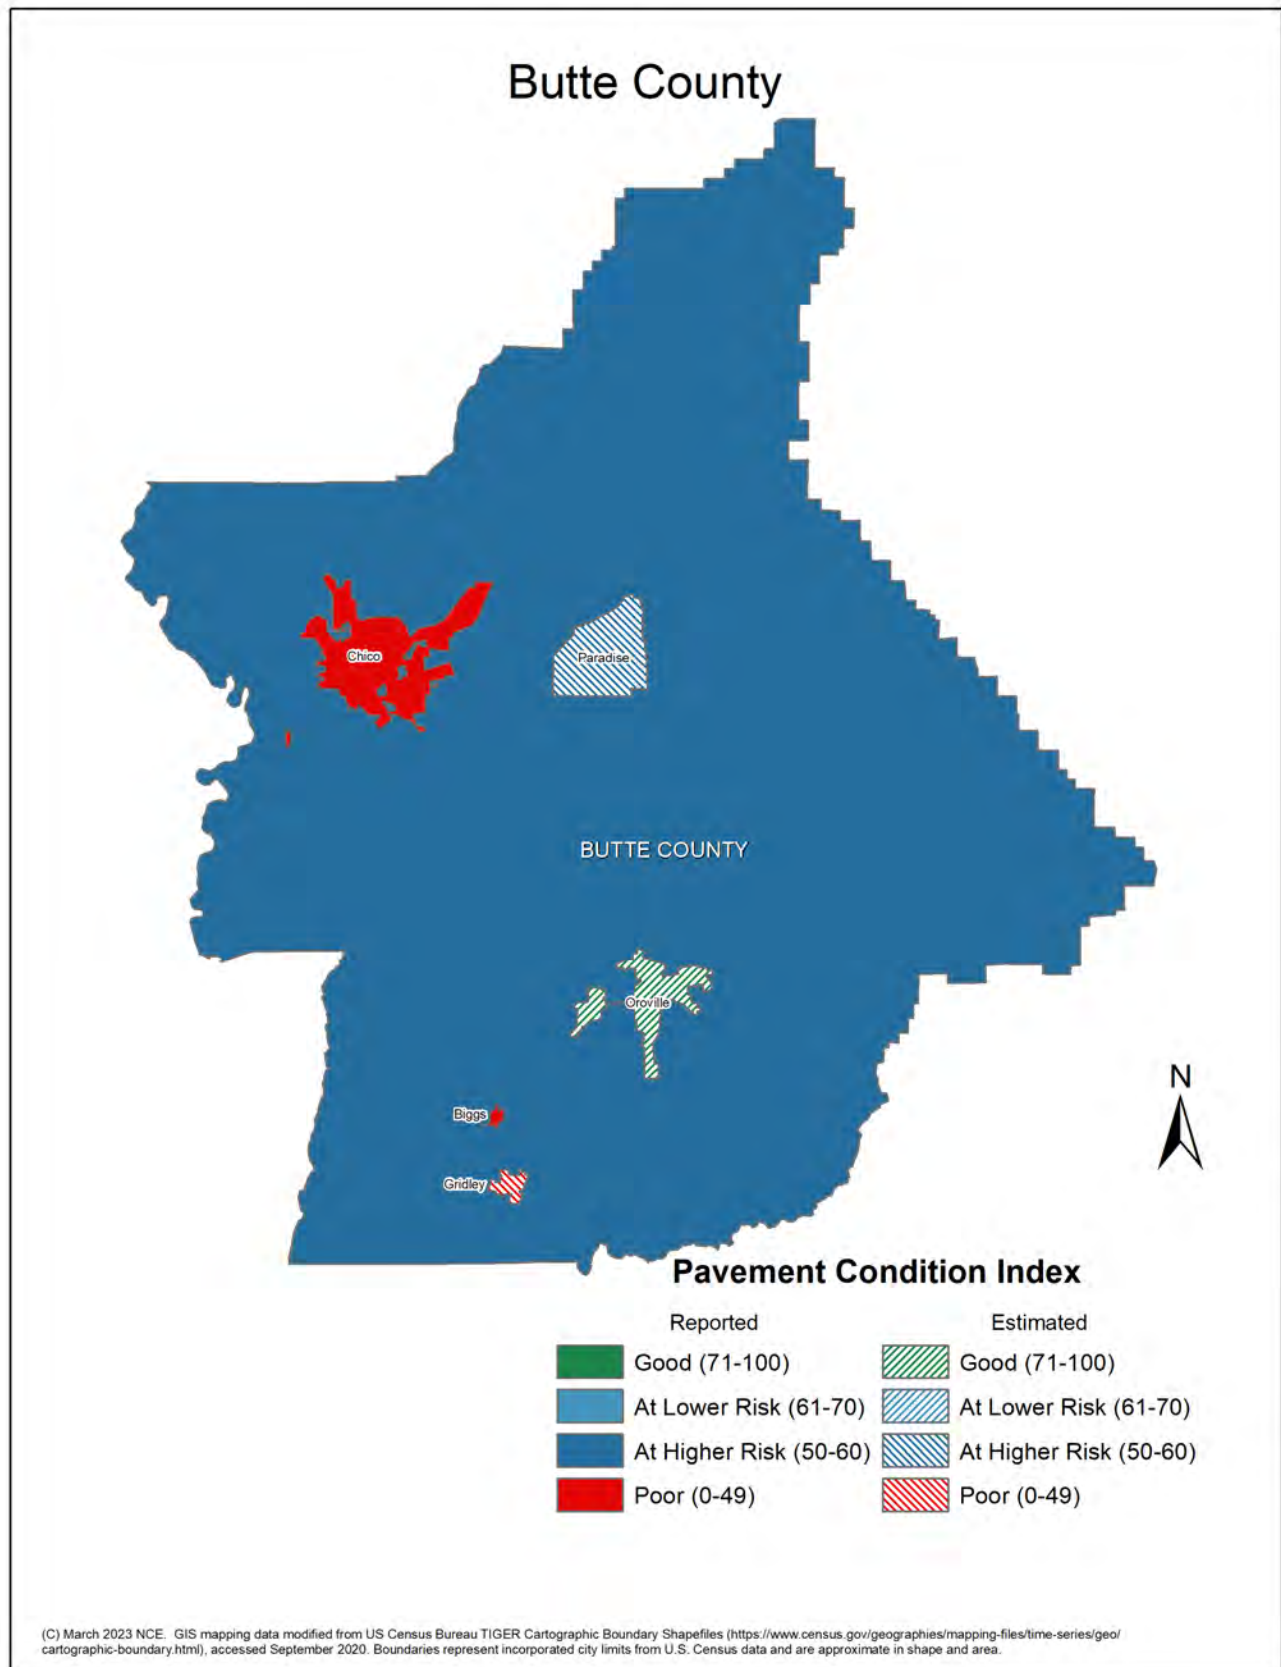 Butte County
Chico
Paradise
BUTTE COUNTY
Oroville
Biggs
Gridley
N
Pavement Condition Index
Reported
Estimated
Good (71-100)
Good (71-100)
At Lower Risk (61-70)
At Lower Risk (61-70)
At Higher Risk (50-60)
At Higher Risk (50-60)
Poor (0-49)
Poor (0-49)
(C) March 2023 NCE. GIS mapping data modified from US Census Bureau TIGER Cartographic Boundary Shapefiles (https://www.census.gov/geographies/mapping-files/time-series/geo/
cartographic-boundary.html), accessed September 2020. Boundaries represent incorporated city limits from U.S. Census data and are approximate in shape and area.